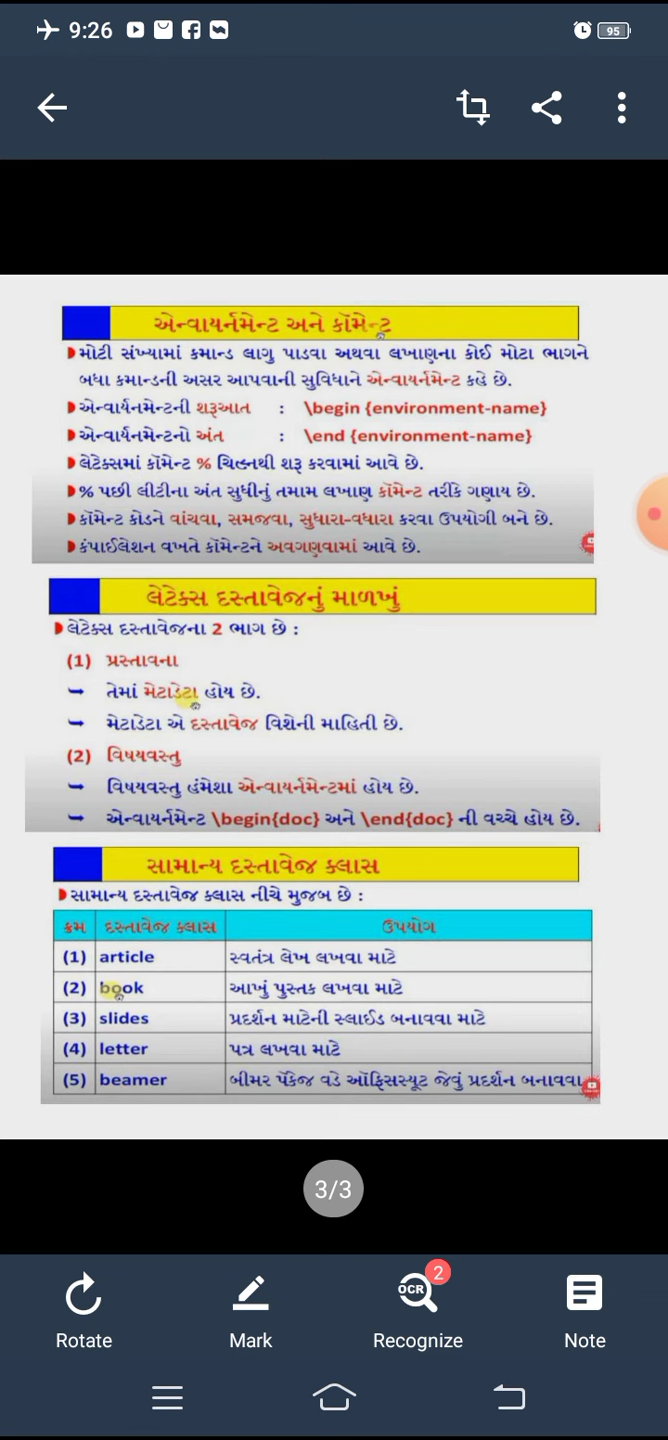 9:26
95
એન્વાયર્નમેન્ટ અને કૉમેન્ટ
મોટી સંખ્યામાં કમાન્ડ લાગુ પાડવા અથવા લખાણના કોઈ મોટા ભાગને
બધા કમાન્ડની અસર આપવાની સુવિધાને એન્વાયર્નમેન્ટ કહે છે.
એન્વાર્યનમેન્ટની શરૂઆત : \begin {environment-name}
એન્વાર્યનમેન્ટનો અંત : \end {environment-name}
લેટેક્સમાં કૉમેન્ટ % ચિહ્નથી શરૂ કરવામાં આવે છે.
% પછી લીટીના અંત સુધીનું તમામ લખાણ કૉમેન્ટ તરીકે ગણાય છે.
કૉમેન્ટ કોડને વાંચવા, સમજવા, સુધારા-વધારા કરવા ઉપયોગી બને છે.
કંપાઈલેશન વખતે કૉમેન્ટને અવગણવામાં આવે છે.
લેટેક્સ દસ્તાવેજનું માળખું
લેટેક્સ દસ્તાવેજના 2 ભાગ છે :
(1) પ્રસ્તાવના
તેમાં મેટાડેટા હોય છે.
મેટાડેટા એ દસ્તાવેજ વિશેની માહિતી છે.
(2) વિષયવસ્તુ
વિષયવસ્તુ હંમેશા એન્વાયર્નમેન્ટમાં હોય છે.
એન્વાયર્નમેન્ટ \begin{doc} અને \end{doc} ની વચ્ચે હોય છે.
સામાન્ય દસ્તાવેજ ક્લાસ
સામાન્ય દસ્તાવેજ ક્લાસ નીચે મુજબ છે :
ક્રમ દસ્તાવેજ ક્લાસ ઉપયોગ
(1) article સ્વતંત્ર લેખ લખવા માટે
(2) book આખું પુસ્તક લખવા માટે
(3) slides પ્રદર્શન માટેની સ્લાઈડ બનાવવા માટે
(4) letter પત્ર લખવા માટે
(5) beamer બીમર પૅકેજ વડે ઑફિસસ્યૂટ જેવું પ્રદર્શન બનાવવા
3/3
2
OCR
Rotate Mark Recognize Note